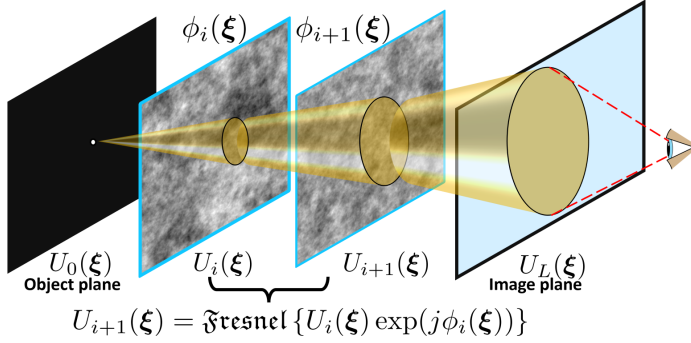 ϕ_i(ξ) ϕ_{i+1}(ξ)
U_0(ξ) U_i(ξ) U_{i+1}(ξ) U_L(ξ)
Object plane Image plane
U_{i+1}(ξ) = 𝔉𝔯𝔢𝔰𝔫𝔢𝔩 {U_i(ξ) exp(jϕ_i(ξ))}